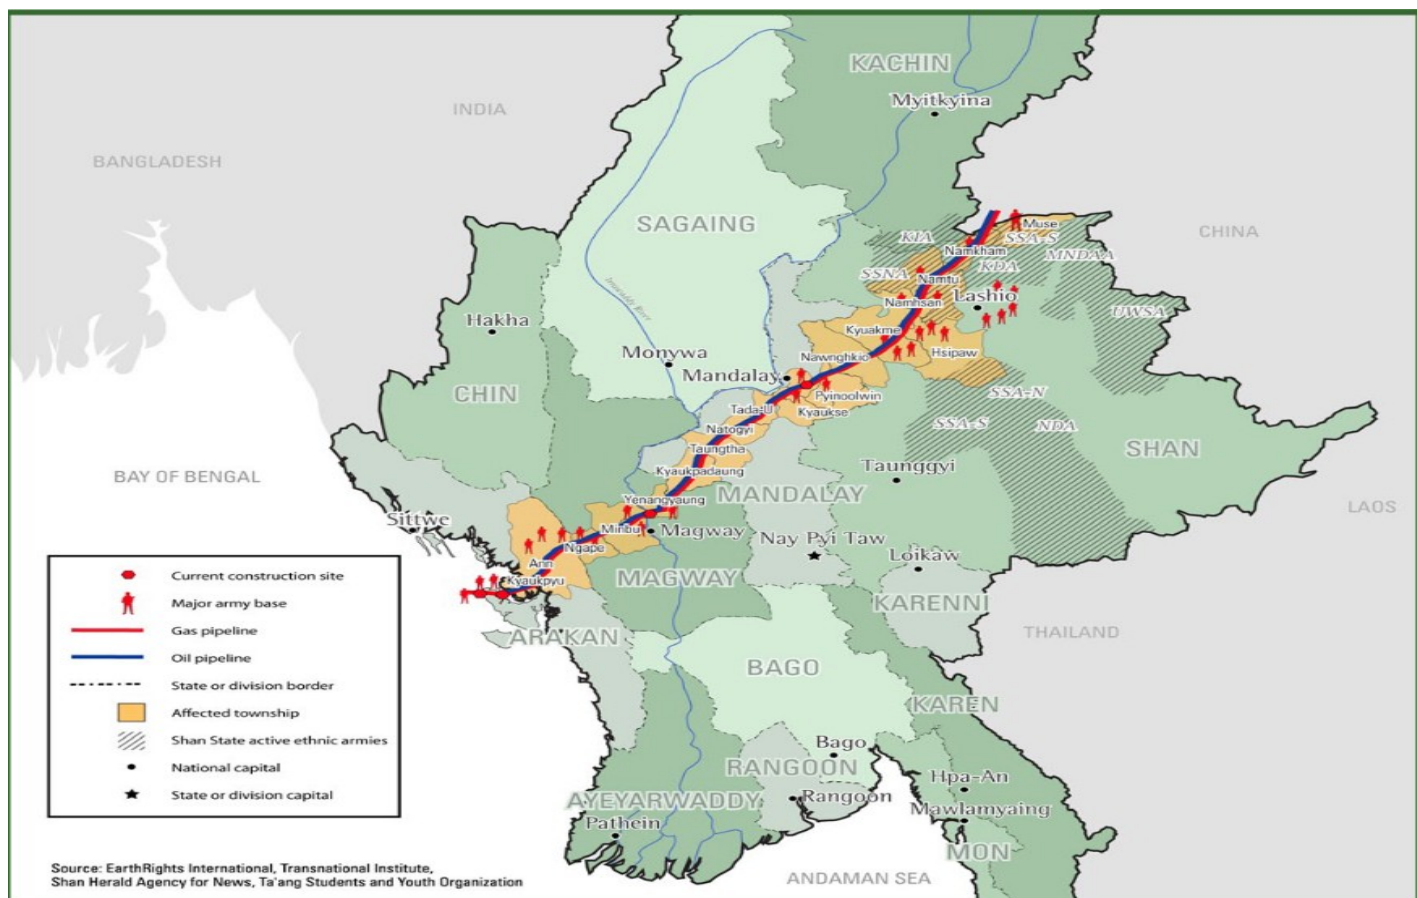 KACHIN
Myitkyina
INDIA
BANGLADESH
SAGAING
CHINA
Muse
KIA
SSA-S
Namkham
MNDAA
SSNA
KDA
Namtu
Irrawaddy River
Namhsan
Lashio
UWSA
Hakha
Kyuakme
Monywa
Nawnghkio
Hsipaw
Mandalay
CHIN
Pyinoolwin
SSA-N
Tada-U
Kyaukse
Natogyi
SSA-S
NDA
Taungtha
SHAN
Kyaukpadaung
Taunggyi
BAY OF BENGAL
MANDALAY
Yenangyaung
LAOS
Sittwe
Minbu
Magway
Nay Pyi Taw
Ngape
Loikaw
Ann
Kyaukpyu
MAGWAY
KARENNI
ARAKAN
THAILAND
BAGO
KAREN
Bago
RANGOON
Hpa-An
AYEYARWADDY
Rangoon
Mawlamyaing
Pathein
MON
ANDAMAN SEA
Current construction site
Major army base
Gas pipeline
Oil pipeline
State or division border
Affected township
Shan State active ethnic armies
National capital
State or division capital
Source: EarthRights International, Transnational Institute,
Shan Herald Agency for News, Ta'ang Students and Youth Organization